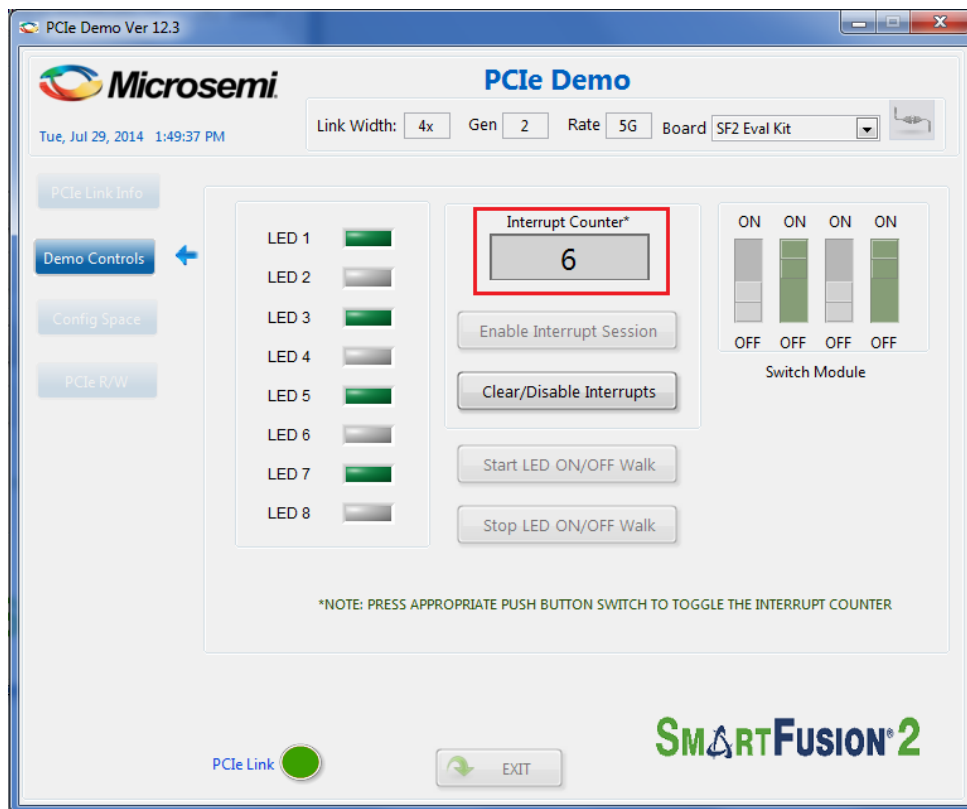 PCIe Demo Ver 12.3
Microsemi.
PCIe Demo
Tue, Jul 29, 2014 1:49:37 PM
Link Width: 4x Gen 2 Rate 5G Board SF2 Eval Kit
PCIe Link Info
Demo Controls
Config Space
PCIe R/W
LED 1
LED 2
LED 3
LED 4
LED 5
LED 6
LED 7
LED 8
Interrupt Counter*
6
Enable Interrupt Session
Clear/Disable Interrupts
Start LED ON/OFF Walk
Stop LED ON/OFF Walk
ON ON ON ON
OFF OFF OFF OFF
Switch Module
*NOTE: PRESS APPROPRIATE PUSH BUTTON SWITCH TO TOGGLE THE INTERRUPT COUNTER
PCIe Link
EXIT
SMARTFUSION®2